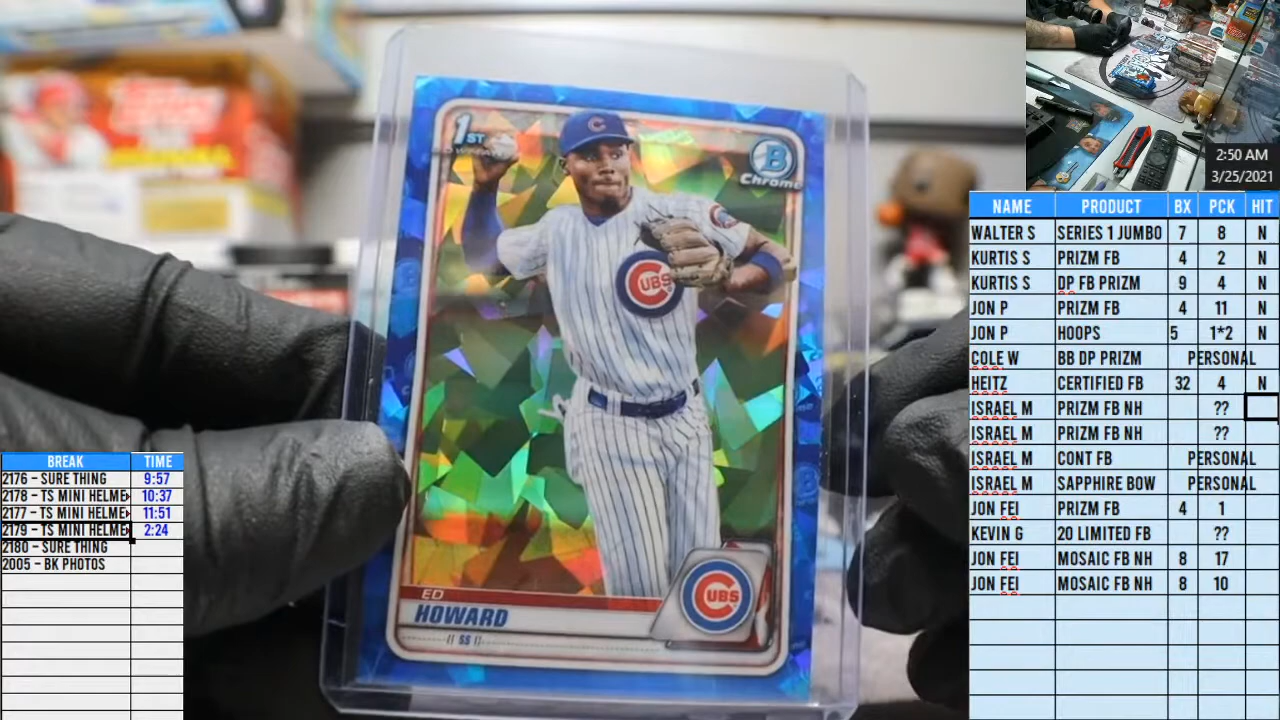 1ST
B
Chrome
C
CUBS
CUBS
ED
HOWARD
SS
2:50 AM
3/25/2021
NAME PRODUCT BX PCK HIT
WALTER S SERIES 1 JUMBO 7 8 N
KURTIS S PRIZM FB 4 2 N
KURTIS S DP FB PRIZM 9 4 N
JON P PRIZM FB 4 11 N
JON P HOOPS 5 1*2 N
COLE W BB DP PRIZM PERSONAL
HEITZ CERTIFIED FB 32 4 N
ISRAEL M PRIZM FB NH ??
ISRAEL M PRIZM FB NH ??
ISRAEL M CONT FB PERSONAL
ISRAEL M SAPPHIRE BOW PERSONAL
JON FEI PRIZM FB 4 1
KEVIN G 20 LIMITED FB ??
JON FEI MOSAIC FB NH 8 17
JON FEI MOSAIC FB NH 8 10
BREAK TIME
2176 – SURE THING 9:57
2178 – TS MINI HELME 10:37
2177 – TS MINI HELME 11:51
2179 – TS MINI HELME 2:24
2180 – SURE THING
2005 – BK PHOTOS